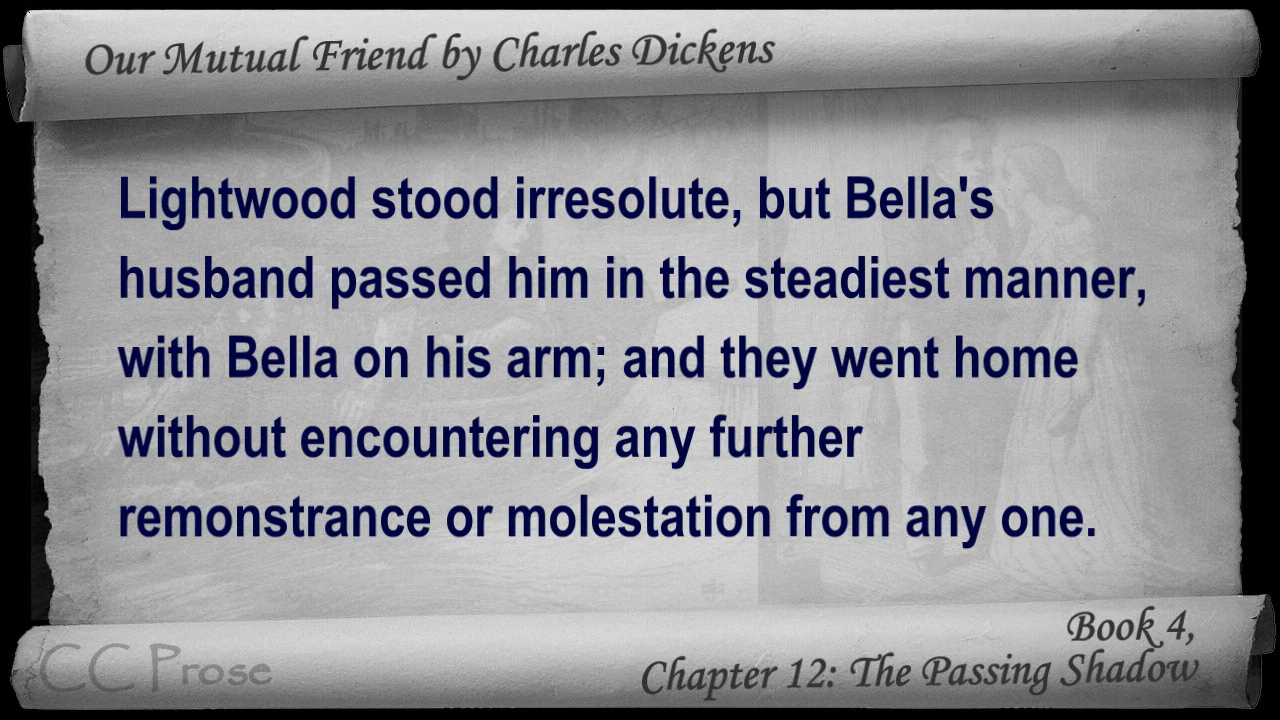 Our Mutual Friend by Charles Dickens
Lightwood stood irresolute, but Bella's
husband passed him in the steadiest manner,
with Bella on his arm; and they went home
without encountering any further
remonstrance or molestation from any one.
Book 4,
Chapter 12: The Passing Shadow
CC Prose